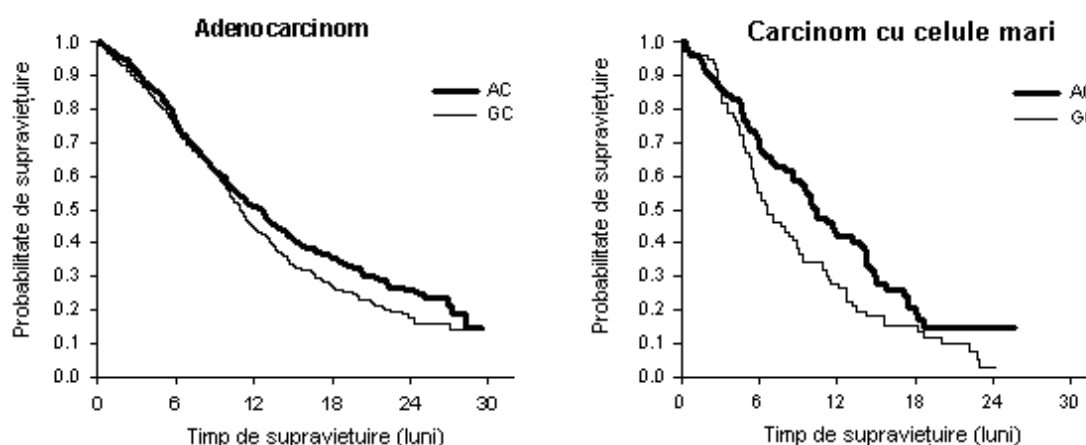 Adenocarcinom
Probabilitate de supraviețuire
1.0
0.9
0.8
0.7
0.6
0.5
0.4
0.3
0.2
0.1
0.0
AC
GC
0 6 12 18 24 30
Timp de supraviețuire (luni)
Carcinom cu celule mari
Probabilitate de supraviețuire
1.0
0.9
0.8
0.7
0.6
0.5
0.4
0.3
0.2
0.1
0.0
0 6 12 18 24 30
Timp de supraviețuire (luni)